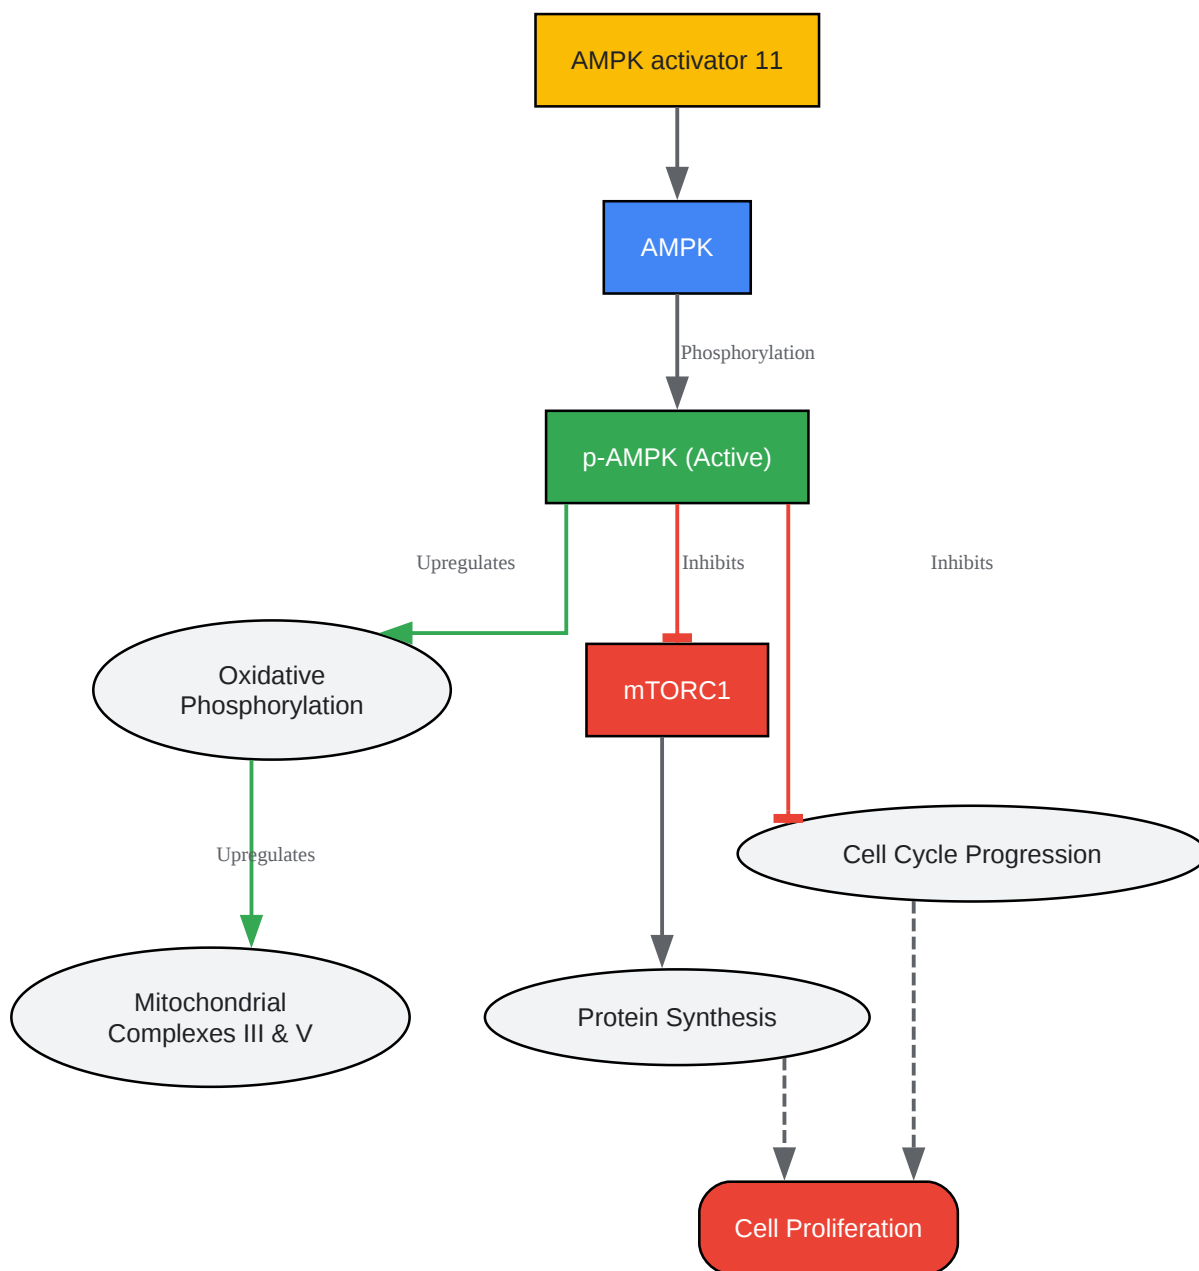 AMPK activator 11
AMPK
Phosphorylation
p-AMPK (Active)
Upregulates
Inhibits
Inhibits
Oxidative
Phosphorylation
mTORC1
Upregulates
Cell Cycle Progression
Mitochondrial
Complexes III & V
Protein Synthesis
Cell Proliferation